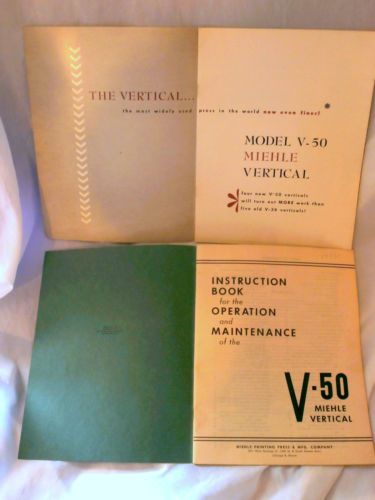 THE VERTICAL...
the most widely used press in the world now even finer!
MODEL V-50
MIEHLE
VERTICAL
Four new V-50 verticals
will turn out MORE work than
five old V-36 verticals!
INSTRUCTION
BOOK
for the
OPERATION
and
MAINTENANCE
of the
V-50
MIEHLE
VERTICAL
MIEHLE PRINTING PRESS & MFG. COMPANY